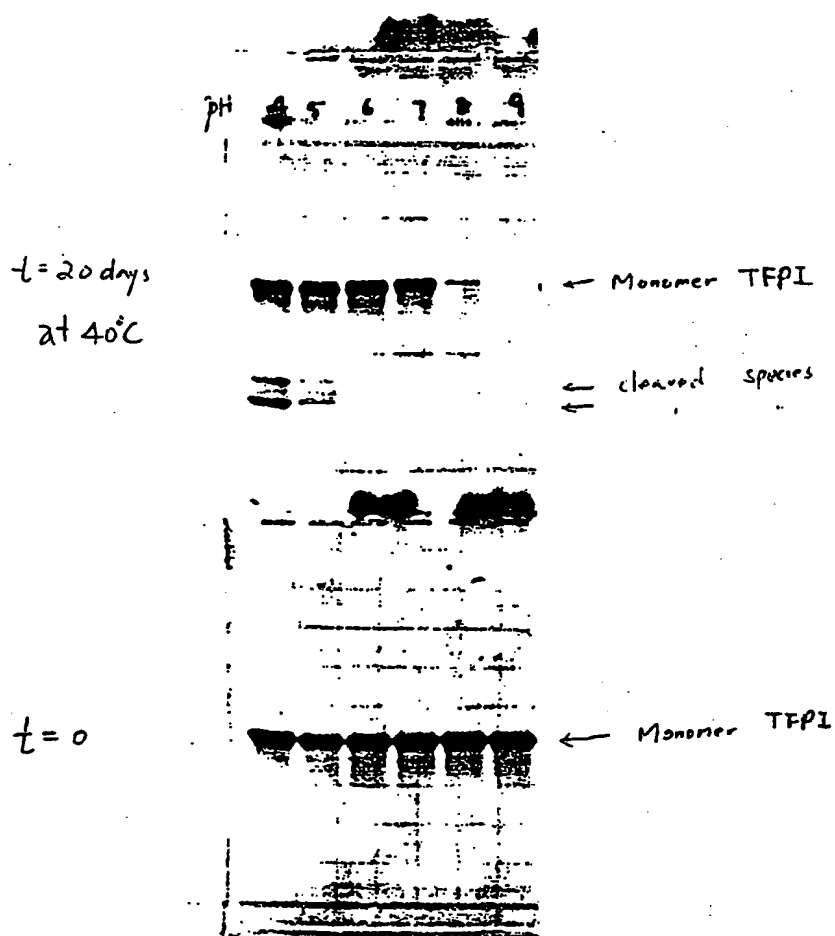 pH 4 5 6 7 8 9
t=20 days
at 40°C
← Monomer TFPI
← cleaved species
← " "
t=0
← Monomer TFPI